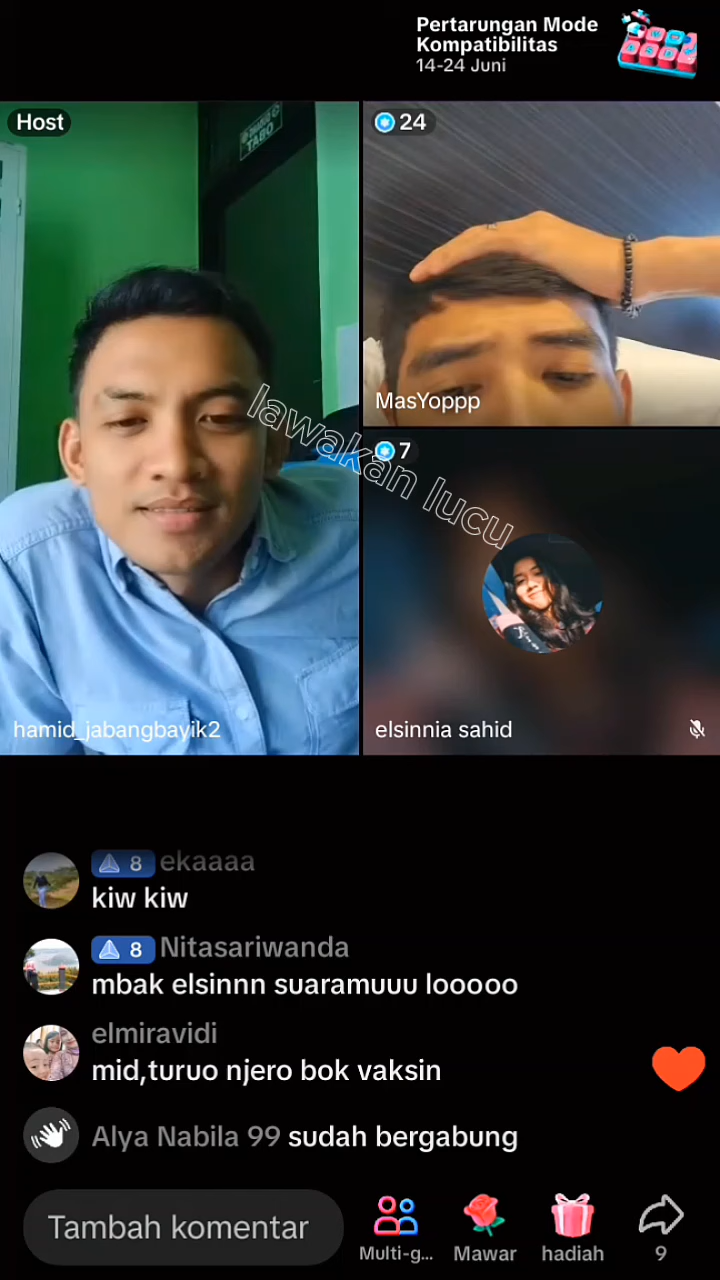 Pertarungan Mode
Kompatibilitas
14-24 Juni
Host
24
TABO
MasYoppp
lawakan lucu
7
hamid_jabangbayik2
elsinnia sahid
8 ekaaaa
kiw kiw
8 Nitasariwanda
mbak elsinnn suaramuuu looooo
elmiravidi
mid,turuo njero bok vaksin
Alya Nabila 99 sudah bergabung
Tambah komentar
Multi-g...
Mawar
hadiah
9